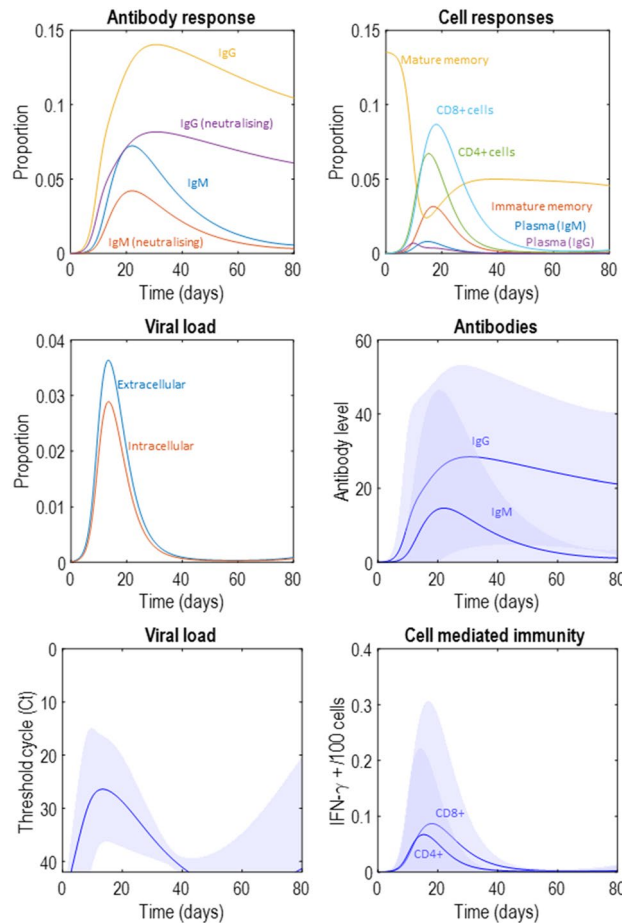 Antibody response
0.15
0.1
0.05
0
Proportion
IgG
IgG (neutralising)
IgM
IgM (neutralising)
0 20 40 60 80
Time (days)
Cell responses
0.15
0.1
0.05
0
Proportion
Mature memory
CD8+ cells
CD4+ cells
Immature memory
Plasma (IgM)
Plasma (IgG)
0 20 40 60 80
Time (days)
Viral load
0.04
0.03
0.02
0.01
0
Proportion
Extracellular
Intracellular
0 20 40 60 80
Time (days)
Antibodies
60
40
20
0
Antibody level
IgG
IgM
0 20 40 60 80
Time (days)
Viral load
0
10
20
30
40
Threshold cycle (Ct)
0 20 40 60 80
Time (days)
Cell mediated immunity
0.4
0.3
0.2
0.1
0
IFN-γ +/100 cells
CD8+
CD4+
0 20 40 60 80
Time (days)